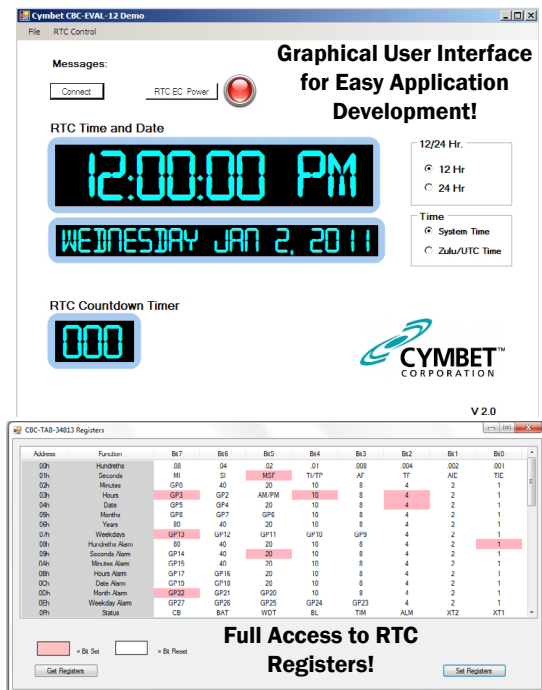 Cymbet CBC-EVAL-12 Demo
File RTC Control
Graphical User Interface
for Easy Application
Development!
Messages:
Connect RTC EC Power
RTC Time and Date
12:00:00 PM
WEDNESDAY JAN 2, 2011
12/24 Hr.
12 Hr
24 Hr
Time
System Time
Zulu/UTC Time
RTC Countdown Timer
000
CYMBET™
CORPORATION
V 2.0
CBC-TAB-34813 Registers
Address Function Bit7 Bit6 Bit5 Bit4 Bit3 Bit2 Bit1 Bit0
00h Hundreths .08 .04 .02 .01 .008 .004 .002 .001
01h Seconds MI SI MSF TI/TP AF TF AIE TIE
02h Minutes GP0 40 20 10 8 4 2 1
03h Hours GP3 GP2 AM/PM 10 8 4 2 1
04h Date GP5 GP4 20 10 8 4 2 1
05h Months GP8 GP7 GP6 10 8 4 2 1
06h Years 80 40 20 10 8 4 2 1
07h Weekdays GP13 GP12 GP11 GP10 GP9 4 2 1
08h Hundreths Alarm 80 40 20 10 8 4 2 1
09h Seconds Alarm GP14 40 20 10 8 4 2 1
0Ah Minutes Alarm GP15 40 20 10 8 4 2 1
0Bh Hours Alarm GP17 GP16 20 10 8 4 2 1
0Ch Date Alarm GP19 GP18 20 10 8 4 2 1
0Dh Month Alarm GP22 GP21 GP20 10 8 4 2 1
0Eh Weekday Alarm GP27 GP26 GP25 GP24 GP23 4 2 1
0Fh Status CB BAT WDT BL TIM ALM XT2 XT1
= Bit Set = Bit Reset
Full Access to RTC
Registers!
Get Registers Set Registers